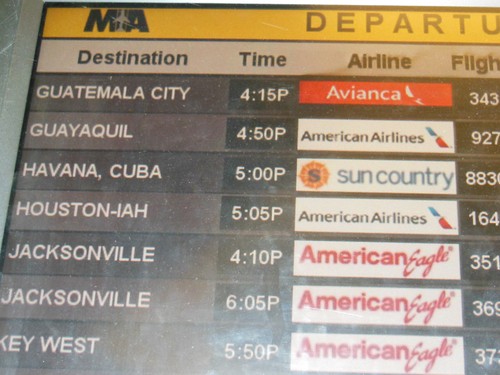 MIA DEPARTU
Destination Time Airline Fligh
GUATEMALA CITY 4:15P Avianca 343
GUAYAQUIL 4:50P American Airlines 927
HAVANA, CUBA 5:00P sun country 8830
HOUSTON-IAH 5:05P American Airlines 164
JACKSONVILLE 4:10P AmericanEagle® 351
JACKSONVILLE 6:05P AmericanEagle® 369
KEY WEST 5:50P AmericanEagle® 373